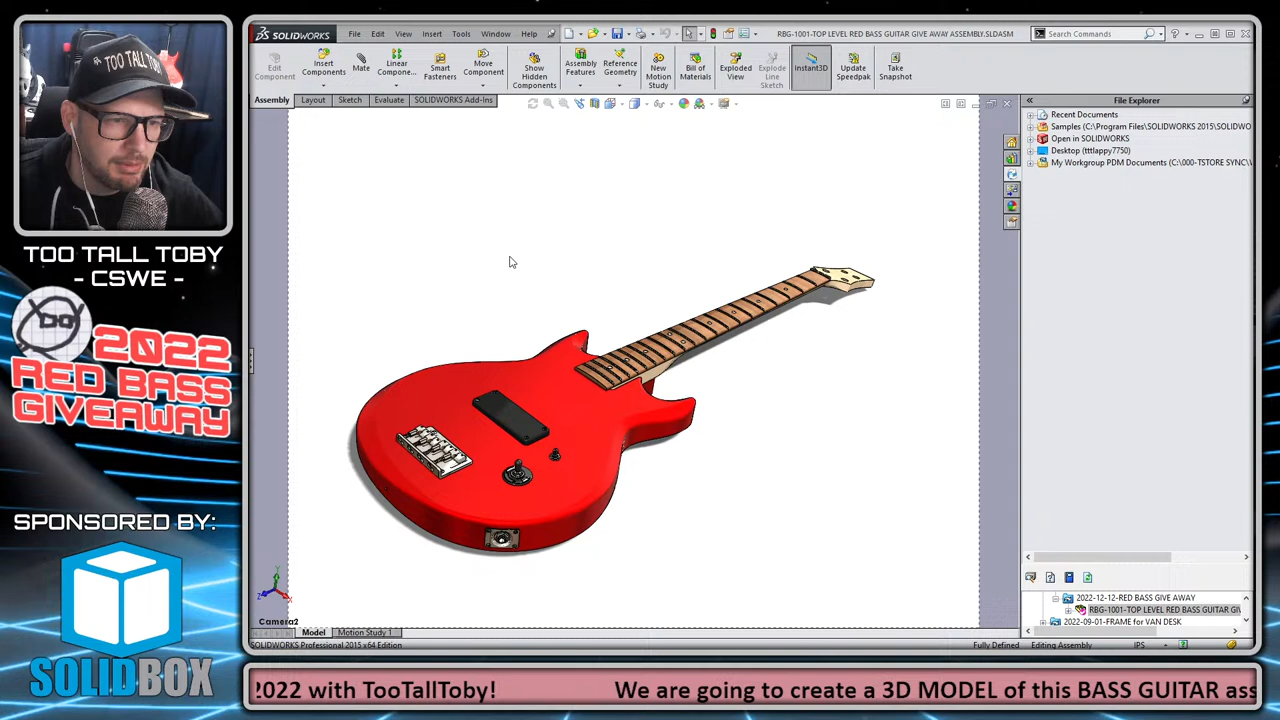 TOO TALL TOBY
TOO TALL TOBY
- CSWE -
2022
RED BASS
GIVEAWAY
SPONSORED BY:
SOLIDBOX
SOLIDWORKS
File Edit View Insert Tools Window Help
RBG-1001-TOP LEVEL RED BASS GUITAR GIVE AWAY ASSEMBLY.SLDASM
Search Commands
Edit Component
Insert Components
Mate
Linear Compone...
Smart Fasteners
Move Component
Show Hidden Components
Assembly Features
Reference Geometry
New Motion Study
Bill of Materials
Exploded View
Explode Line Sketch
Instant3D
Update Speedpak
Take Snapshot
Assembly Layout Sketch Evaluate SOLIDWORKS Add-Ins
File Explorer
Recent Documents
Samples (C:\Program Files\SOLIDWORKS 2015\SOLIDWO
Open in SOLIDWORKS
Desktop (tttlappy7750)
My Workgroup PDM Documents (C:\000-TSTORE SYNC\V
2022-12-12-RED BASS GIVE AWAY
RBG-1001-TOP LEVEL RED BASS GUITAR GIV
2022-09-01-FRAME for VAN DESK
Y
Z
X
Camera2
Model Motion Study 1
SOLIDWORKS Professional 2015 x64 Edition
Fully Defined Editing Assembly IPS
2022 with TooTallToby! We are going to create a 3D MODEL of this BASS GUITAR ass